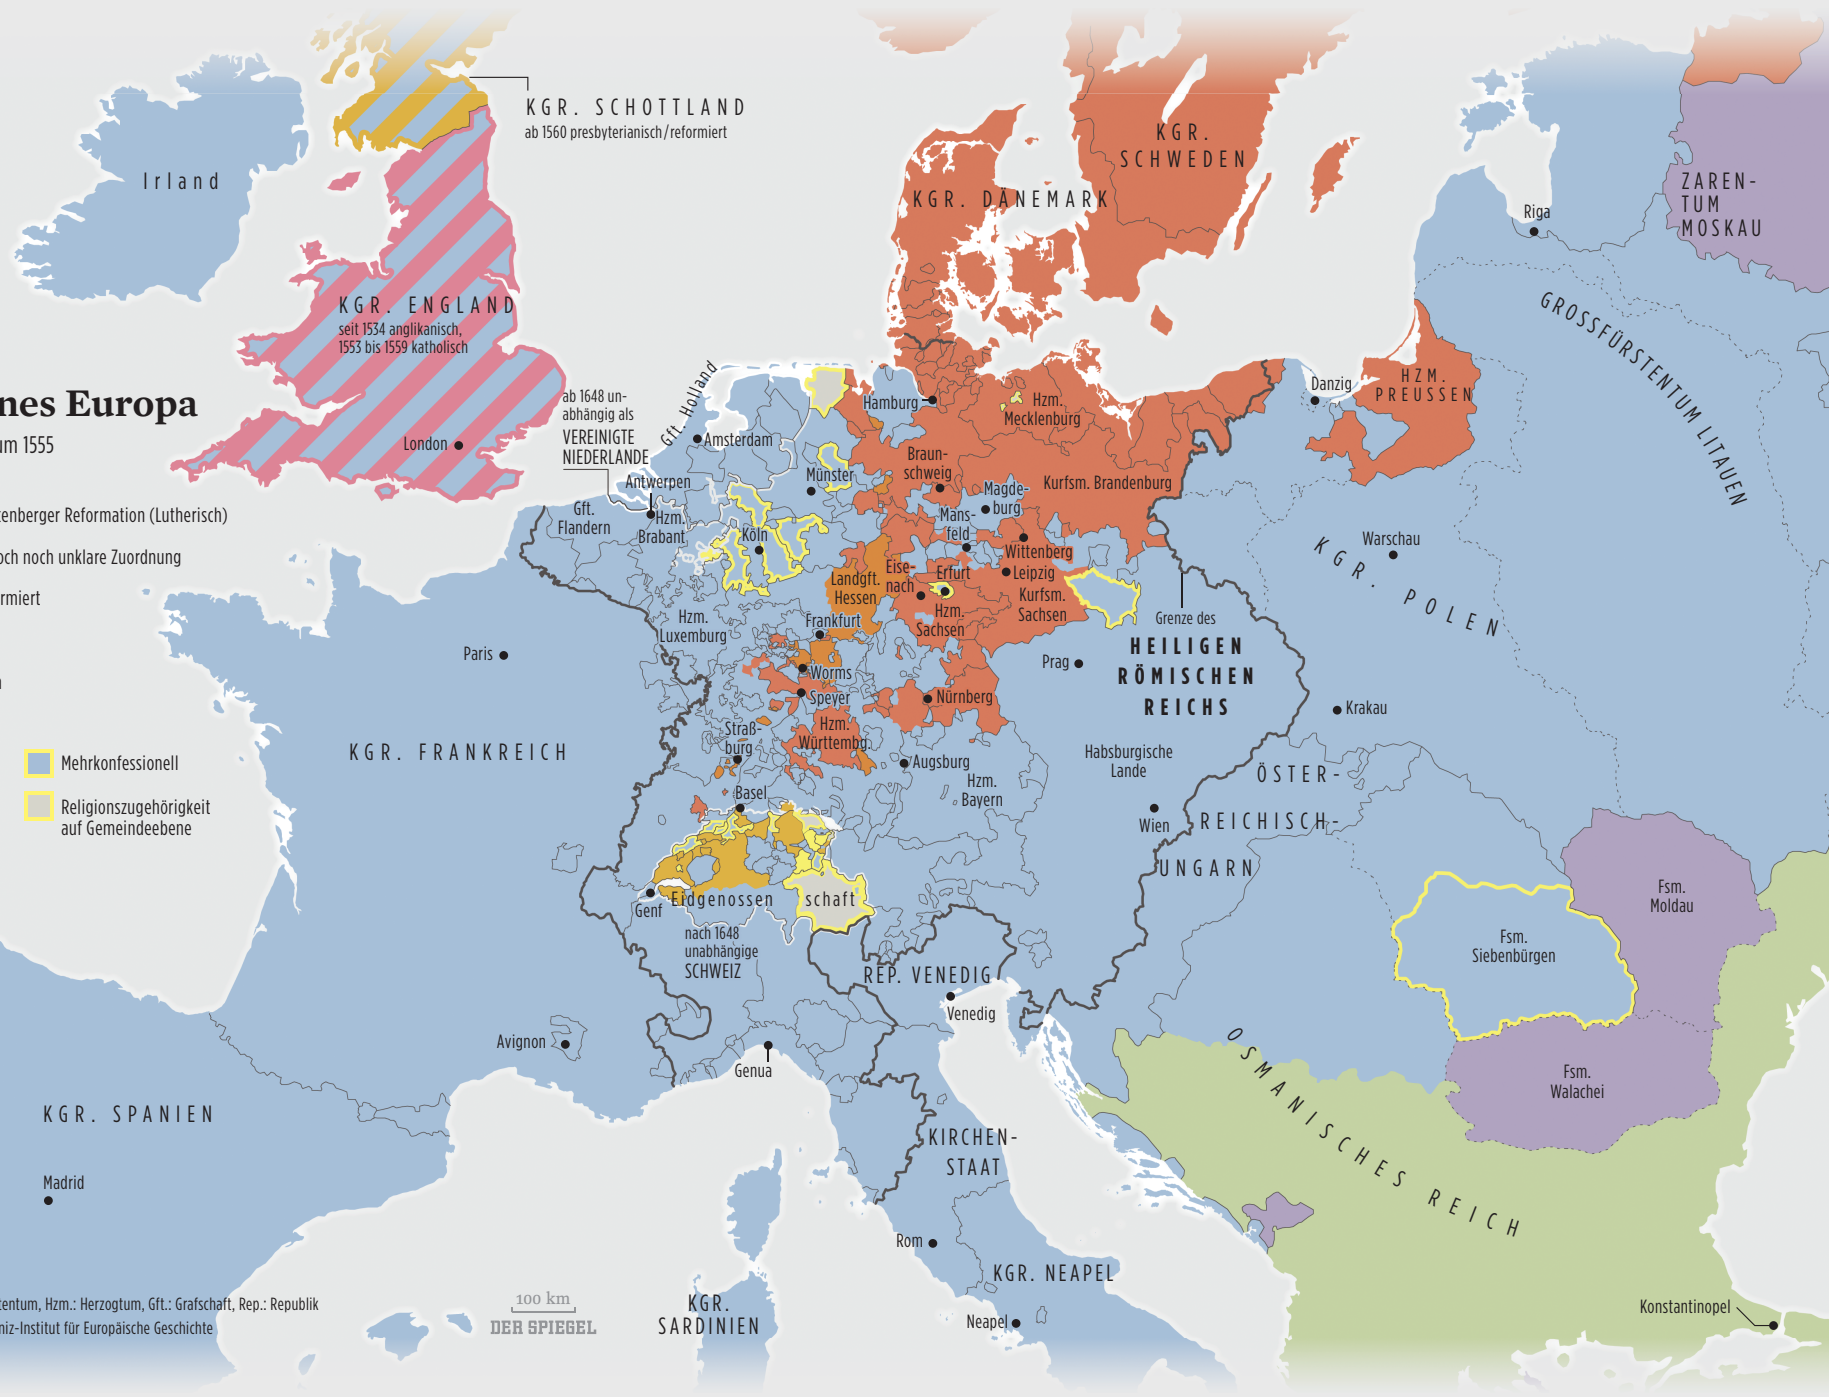 KGR. SCHOTTLAND
ab 1560 presbyterianisch/reformiert
Irland
KGR. ENGLAND
seit 1534 anglikanisch,
1553 bis 1559 katholisch
London
nes Europa
um 1555
tenberger Reformation (Lutherisch)
och noch unklare Zuordnung
rmiert
n
Mehrkonfessionell
Religionszugehörigkeit
auf Gemeindeebene
KGR. DÄNEMARK
KGR.
SCHWEDEN
ZAREN-
TUM
MOSKAU
Riga
GROSSFÜRSTENTUM LITAUEN
HZM.
PREUSSEN
Danzig
Warschau
KGR. POLEN
Krakau
ab 1648 un-
abhängig als
VEREINIGTE
NIEDERLANDE
Gft. Holland
Amsterdam
Antwerpen
Gft.
Flandern
Hzm.
Brabant
Münster
Köln
Hamburg
Hzm.
Mecklenburg
Braun-
schweig
Magde-
burg
Kurfsm. Brandenburg
Mans-
feld
Wittenberg
Leipzig
Eise-
nach
Erfurt
Landgft.
Hessen
Hzm.
Sachsen
Kurfsm.
Sachsen
Grenze des
HEILIGEN
RÖMISCHEN
REICHS
Prag
Hzm.
Luxemburg
Frankfurt
Worms
Speyer
Nürnberg
Hzm.
Württembg.
Straß-
burg
Augsburg
Hzm.
Bayern
Habsburgische
Lande
Wien
ÖSTER-
REICHISCH-
UNGARN
Paris
KGR. FRANKREICH
Basel
Genf
Eidgenossen schaft
nach 1648
unabhängige
SCHWEIZ
REP. VENEDIG
Venedig
Fsm.
Moldau
Fsm.
Siebenbürgen
Fsm.
Walachei
OSMANISCHES REICH
Avignon
Genua
KGR. SPANIEN
Madrid
KIRCHEN-
STAAT
Rom
KGR. NEAPEL
Neapel
KGR.
SARDINIEN
Konstantinopel
100 km
DER SPIEGEL
tentum, Hzm.: Herzogtum, Gft.: Grafschaft, Rep.: Republik
niz-Institut für Europäische Geschichte